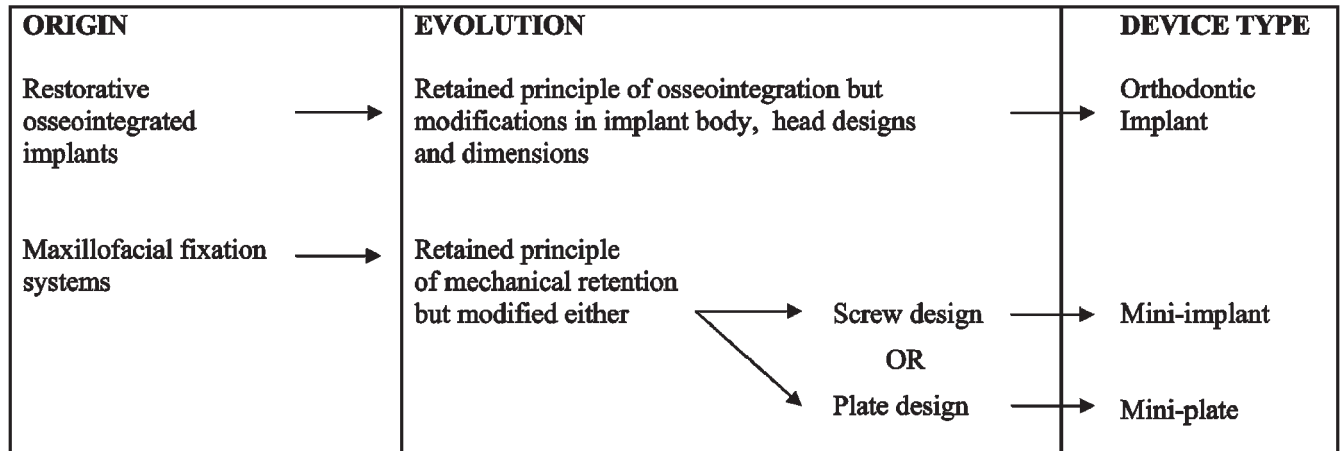 ORIGIN
EVOLUTION
DEVICE TYPE
Restorative
osseointegrated
implants
Retained principle of osseointegration but
modifications in implant body, head designs
and dimensions
Orthodontic
Implant
Maxillofacial fixation
systems
Retained principle
of mechanical retention
but modified either
Screw design
OR
Plate design
Mini-implant
Mini-plate